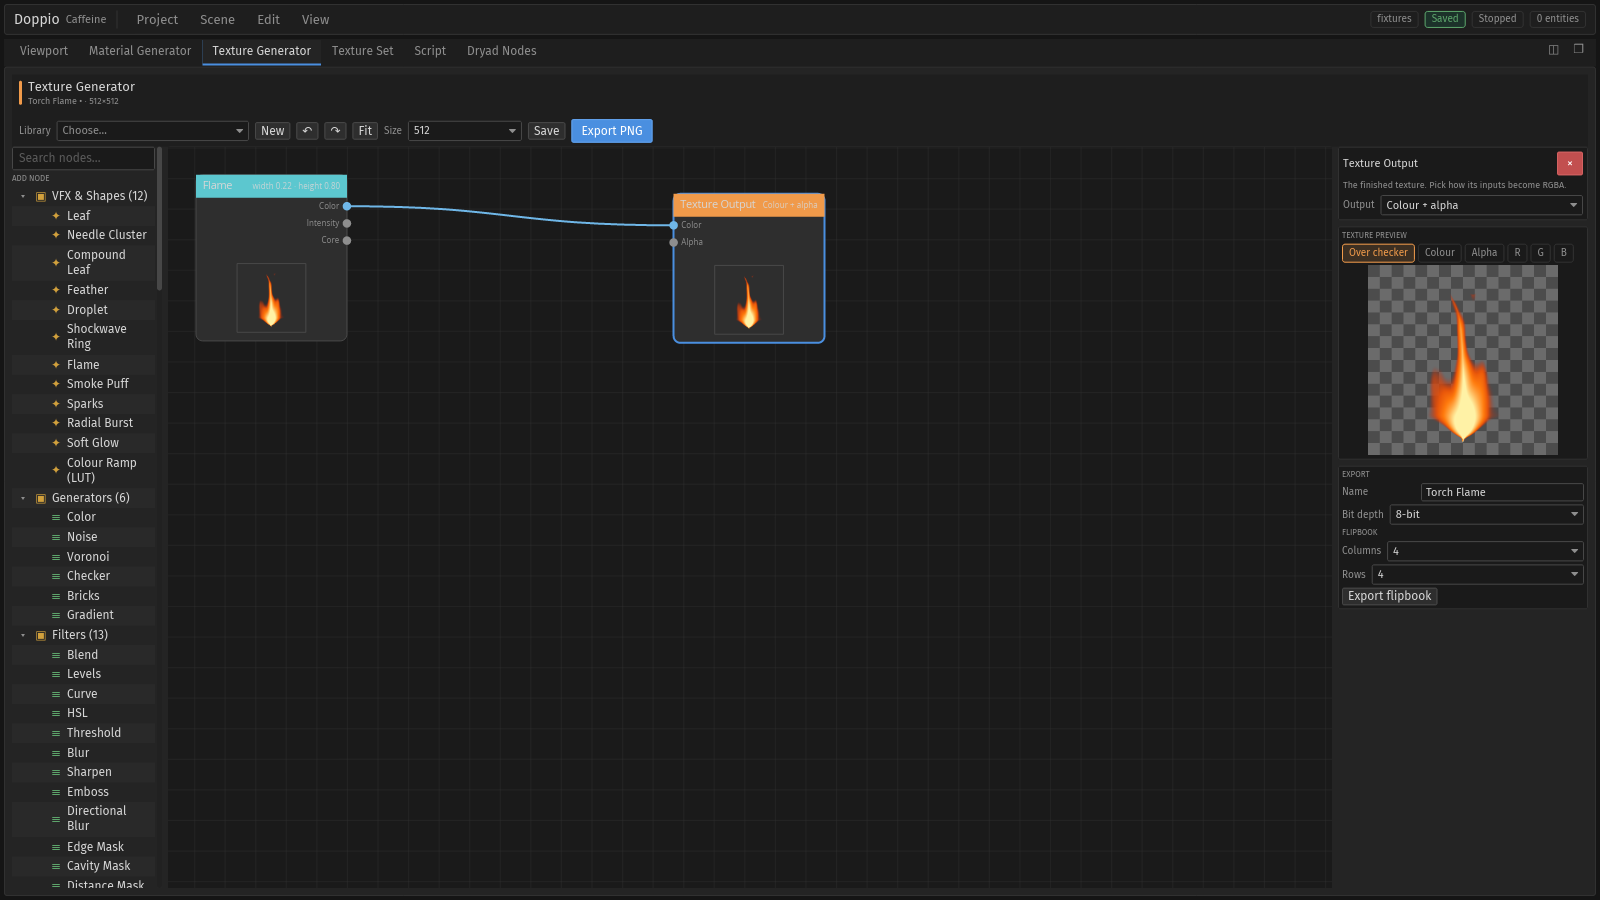 Doppio Caffeine Project Scene Edit View fixtures Saved Stopped 0 entities
Viewport Material Generator Texture Generator Texture Set Script Dryad Nodes
Texture Generator
Torch Flame • · 512×512
Library Choose... New ↶ ↷ Fit Size 512 Save Export PNG
Search nodes...
ADD NODE
VFX & Shapes (12)
Leaf
Needle Cluster
Compound
Leaf
Feather
Droplet
Shockwave
Ring
Flame
Smoke Puff
Sparks
Radial Burst
Soft Glow
Colour Ramp
(LUT)
Generators (6)
Color
Noise
Voronoi
Checker
Bricks
Gradient
Filters (13)
Blend
Levels
Curve
HSL
Threshold
Blur
Sharpen
Emboss
Directional
Blur
Edge Mask
Cavity Mask
Distance Mask
Flame width 0.22 · height 0.80
Color
Intensity
Core
Texture Output Colour + alpha
Color
Alpha
Texture Output ×
The finished texture. Pick how its inputs become RGBA.
Output Colour + alpha
TEXTURE PREVIEW
Over checker Colour Alpha R G B
EXPORT
Name Torch Flame
Bit depth 8-bit
FLIPBOOK
Columns 4
Rows 4
Export flipbook